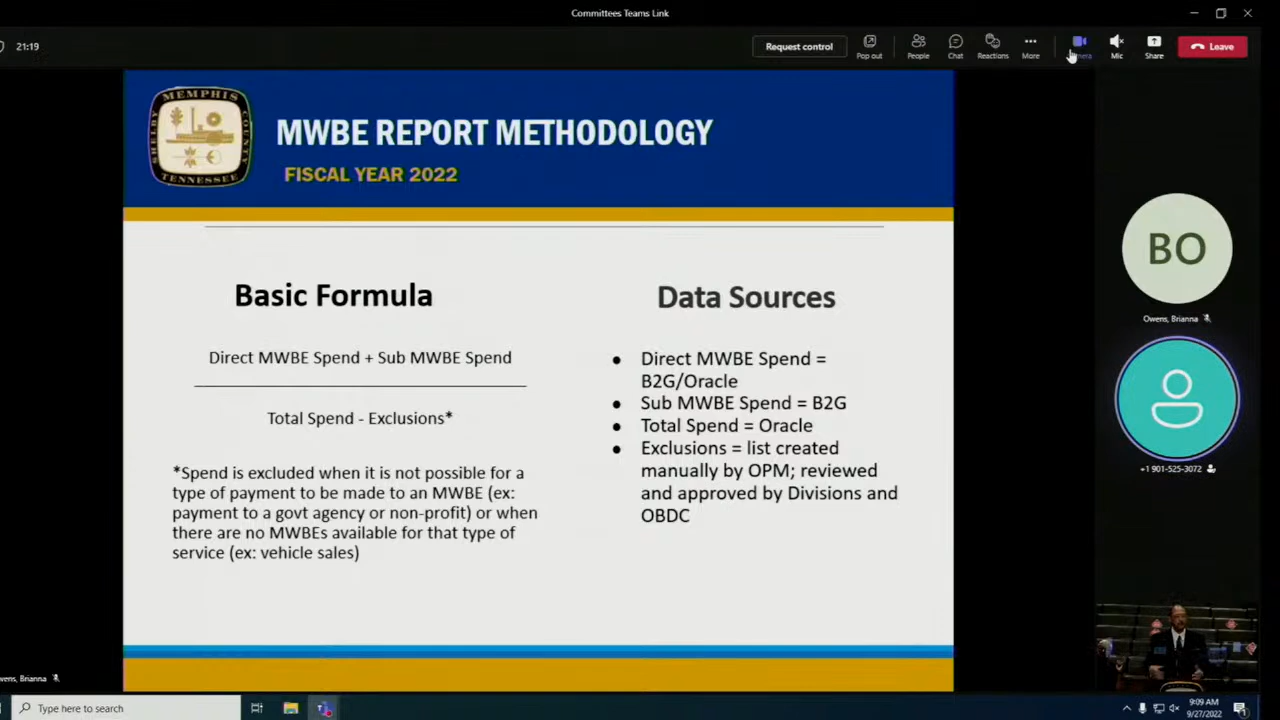 Committees Teams Link
21:19
Request control
Pop out
People
Chat
Reactions
More
Mic
Share
Leave
MEMPHIS
SHELBY
COUNTY
TENNESSEE
MWBE REPORT METHODOLOGY
FISCAL YEAR 2022
Basic Formula
Direct MWBE Spend + Sub MWBE Spend
Total Spend - Exclusions*
*Spend is excluded when it is not possible for a
type of payment to be made to an MWBE (ex:
payment to a govt agency or non-profit) or when
there are no MWBEs available for that type of
service (ex: vehicle sales)
Data Sources
• Direct MWBE Spend =
B2G/Oracle
• Sub MWBE Spend = B2G
• Total Spend = Oracle
• Exclusions = list created
manually by OPM; reviewed
and approved by Divisions and
OBDC
BO
Owens, Brianna
+1 901-525-3072
wens, Brianna
Type here to search
9:09 AM
9/27/2022